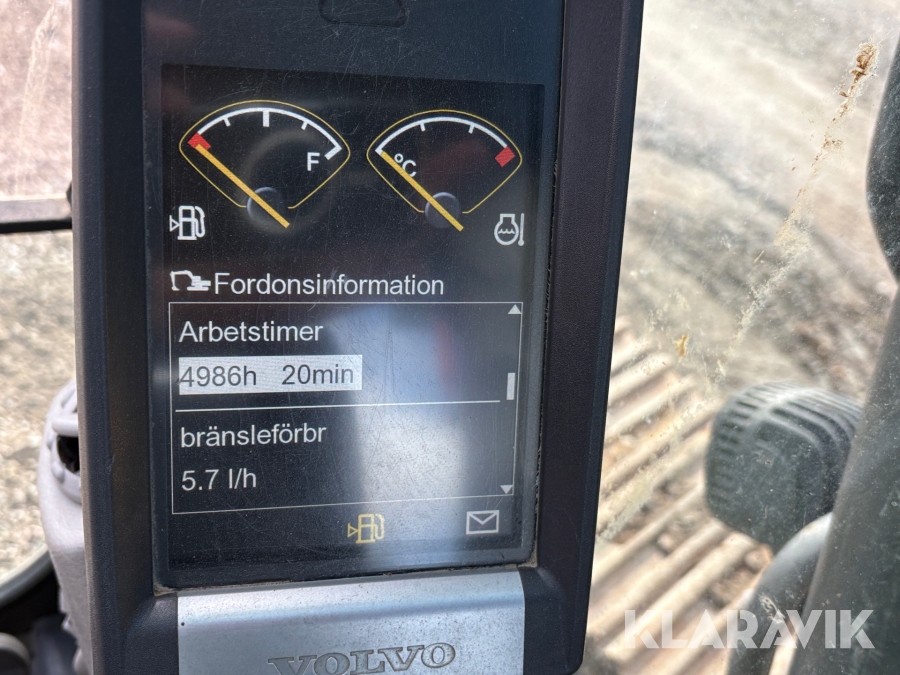 F
°C
Fordonsinformation
Arbetstimer
4986h 20min
bränsleförbr
5.7 l/h
VOLVO
KLARAVIK